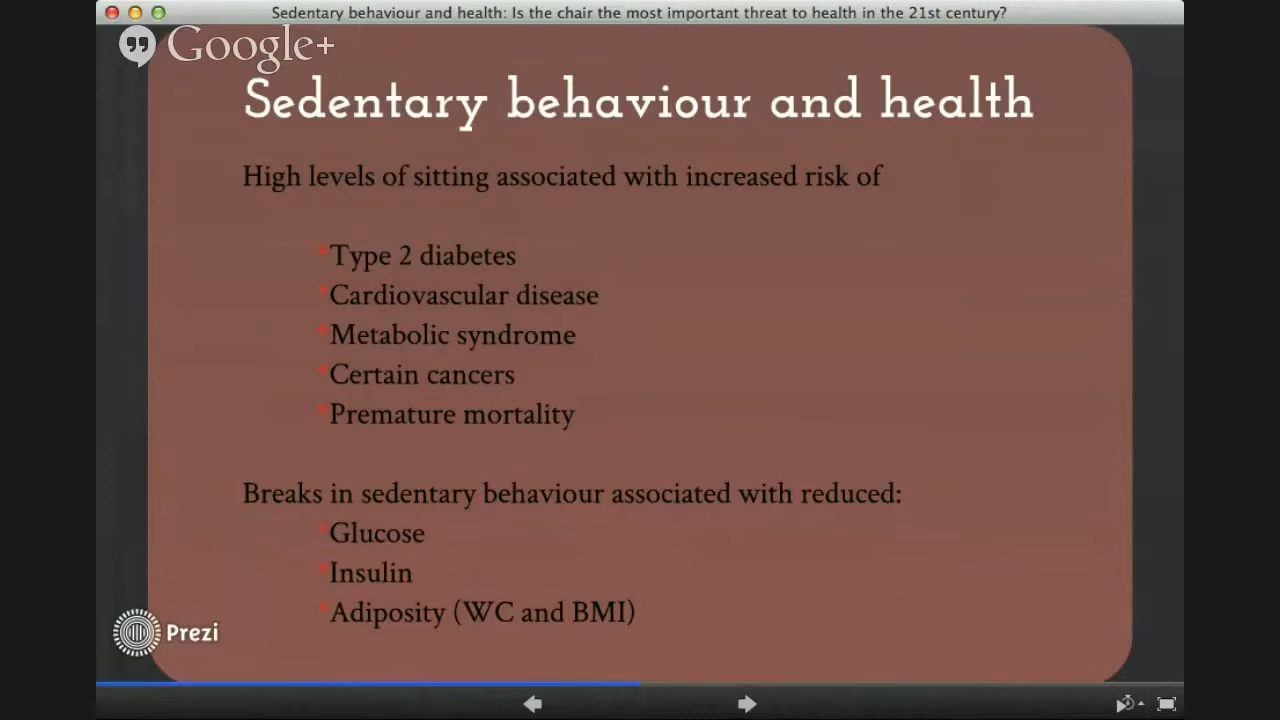 Sedentary behaviour and health: Is the chair the most important threat to health in the 21st century?
Google+
Sedentary behaviour and health
High levels of sitting associated with increased risk of
*Type 2 diabetes
*Cardiovascular disease
*Metabolic syndrome
*Certain cancers
*Premature mortality
Breaks in sedentary behaviour associated with reduced:
*Glucose
*Insulin
*Adiposity (WC and BMI)
Prezi